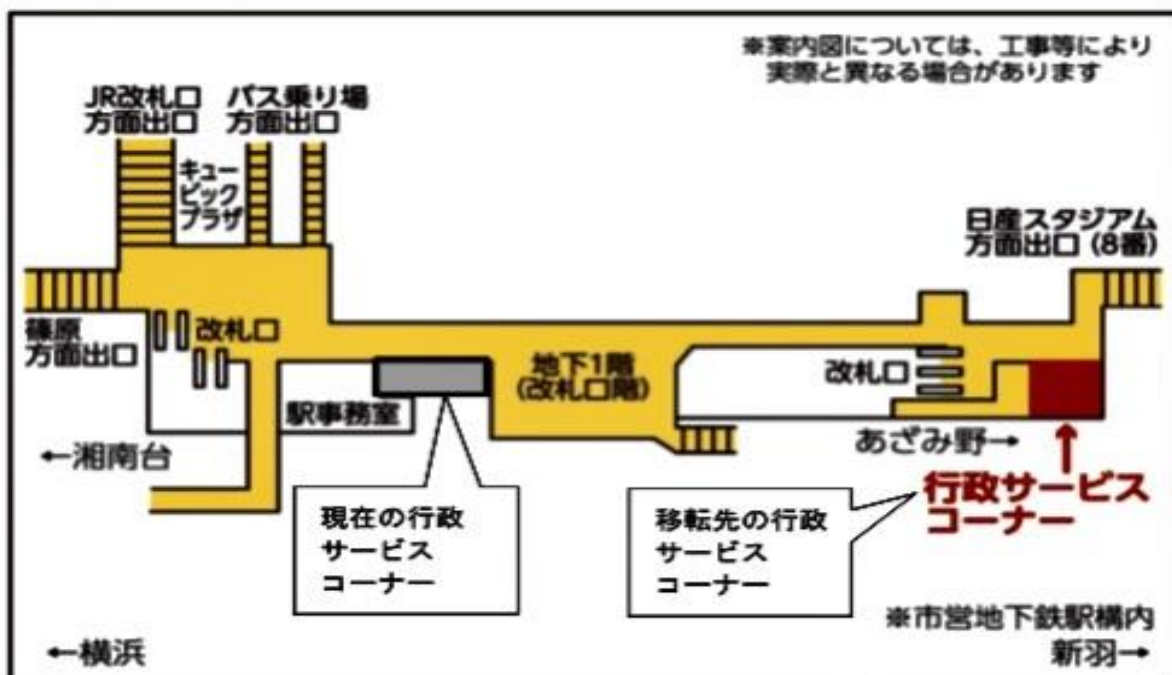 ※案内図については、工事等により
実際と異なる場合があります
JR改札口
方面出口
バス乗り場
方面出口
キュー
ビック
プラザ
日産スタジアム
方面出口(8番)
篠原
方面出口
改札口
地下1階
(改札口階)
改札口
駅事務室
←湘南台
あざみ野→
現在の行政
サービス
コーナー
移転先の行政
サービス
コーナー
行政サービス
コーナー
※市営地下鉄駅構内
←横浜
新羽→